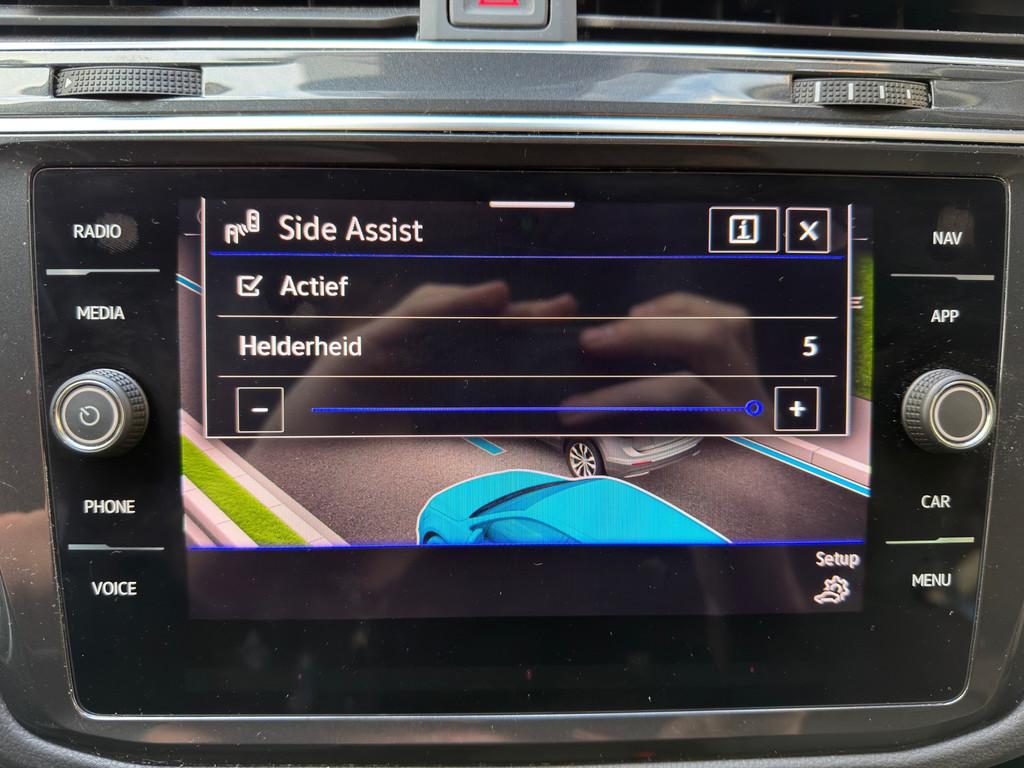 RADIO
MEDIA
PHONE
VOICE
Side Assist
Actief
Helderheid 5
- +
Setup
NAV
APP
CAR
MENU